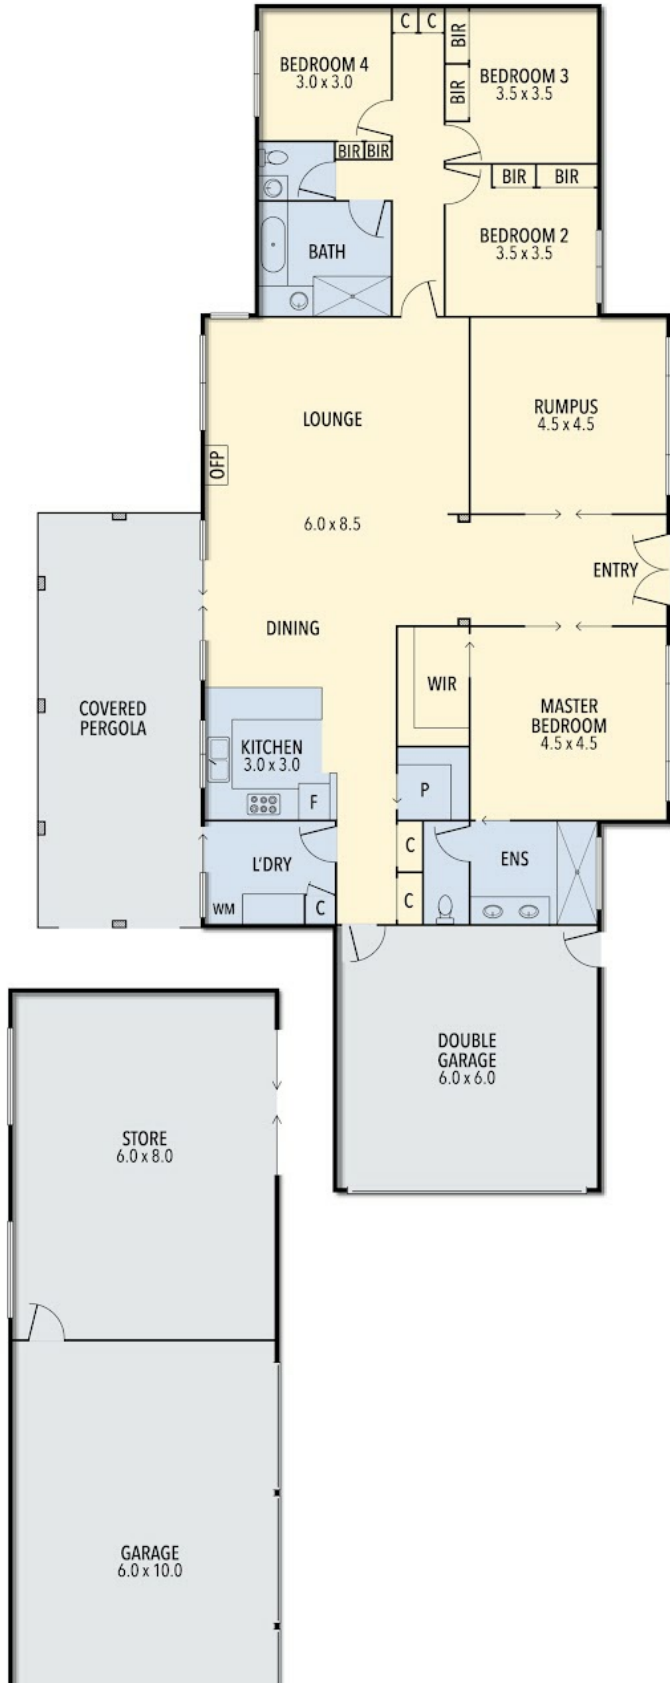 C C
BEDROOM 4
3.0 x 3.0
BIR
BIR
BEDROOM 3
3.5 x 3.5
BIR BIR
BIR BIR
BEDROOM 2
3.5 x 3.5
BATH
LOUNGE
RUMPUS
4.5 x 4.5
OFP
6.0 x 8.5
ENTRY
DINING
WIR
MASTER
BEDROOM
4.5 x 4.5
COVERED
PERGOLA
KITCHEN
3.0 x 3.0
F
P
C
ENS
L'DRY
WM
C
C
DOUBLE
GARAGE
6.0 x 6.0
STORE
6.0 x 8.0
GARAGE
6.0 x 10.0